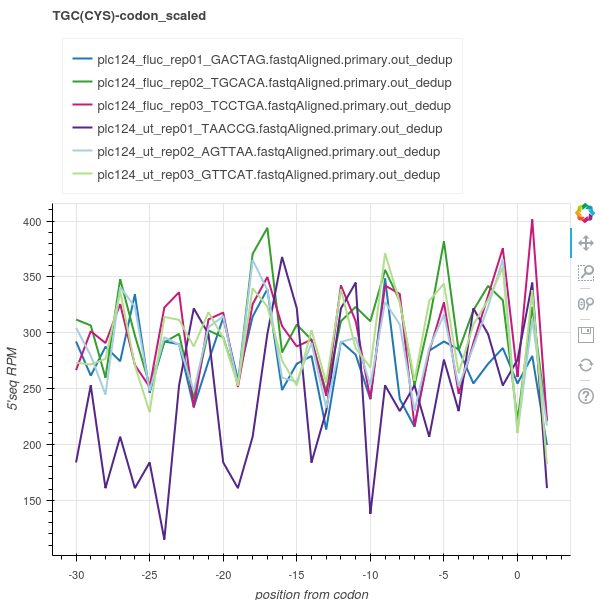 TGC(CYS)-codon_scaled
plc124_fluc_rep01_GACTAG.fastqAligned.primary.out_dedup
plc124_fluc_rep02_TGCACA.fastqAligned.primary.out_dedup
plc124_fluc_rep03_TCCTGA.fastqAligned.primary.out_dedup
plc124_ut_rep01_TAACCG.fastqAligned.primary.out_dedup
plc124_ut_rep02_AGTTAA.fastqAligned.primary.out_dedup
plc124_ut_rep03_GTTCAT.fastqAligned.primary.out_dedup
400
350
300
250
200
150
5'seq RPM
-30 -25 -20 -15 -10 -5 0
position from codon